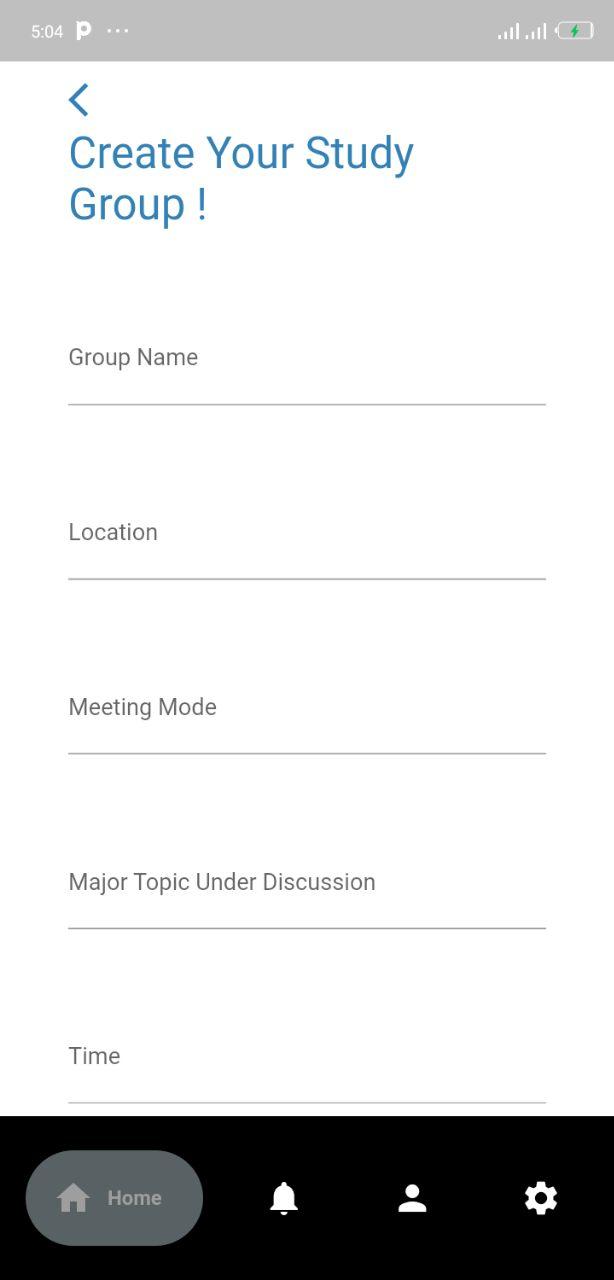 5:04
Create Your Study
Group !
Group Name
Location
Meeting Mode
Major Topic Under Discussion
Time
Home